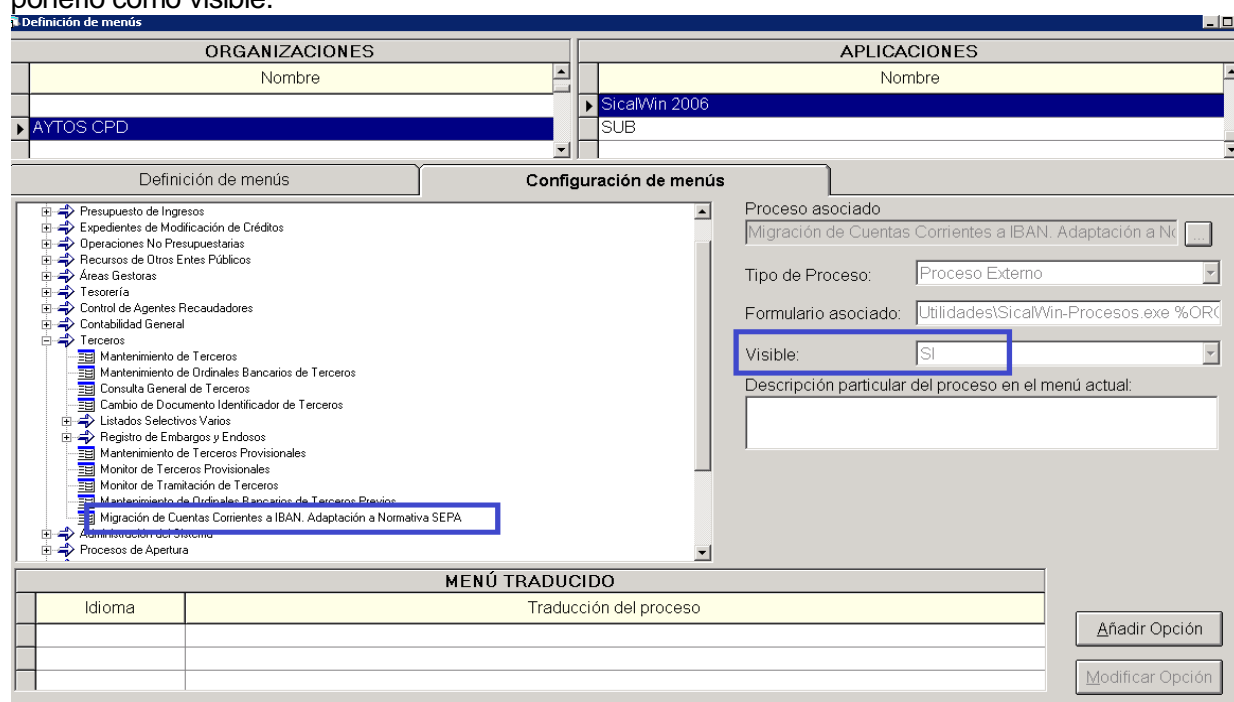 ponerlo como visible.
Definición de menús
ORGANIZACIONES
APLICACIONES
Nombre
Nombre
SicalWin 2006
AYTOS CPD
SUB
Definición de menús
Configuración de menús
Presupuesto de Ingresos
Expedientes de Modificación de Créditos
Operaciones No Presupuestarias
Recursos de Otros Entes Públicos
Áreas Gestoras
Tesorería
Control de Agentes Recaudadores
Contabilidad General
Terceros
Mantenimiento de Terceros
Mantenimiento de Ordinales Bancarios de Terceros
Consulta General de Terceros
Cambio de Documento Identificador de Terceros
Listados Selectivos Varios
Registro de Embargos y Endosos
Mantenimiento de Terceros Provisionales
Monitor de Terceros Provisionales
Monitor de Tramitación de Terceros
Mantenimiento de Ordinales Bancarios de Terceros Previos
Migración de Cuentas Corrientes a IBAN. Adaptación a Normativa SEPA
Administración del Sistema
Procesos de Apertura
Proceso asociado
Migración de Cuentas Corrientes a IBAN. Adaptación a No
...
Tipo de Proceso: Proceso Externo
Formulario asociado: Utilidades\SicalWin-Procesos.exe %ORG
Visible: SI
Descripción particular del proceso en el menú actual:
MENÚ TRADUCIDO
Idioma
Traducción del proceso
Añadir Opción
Modificar Opción